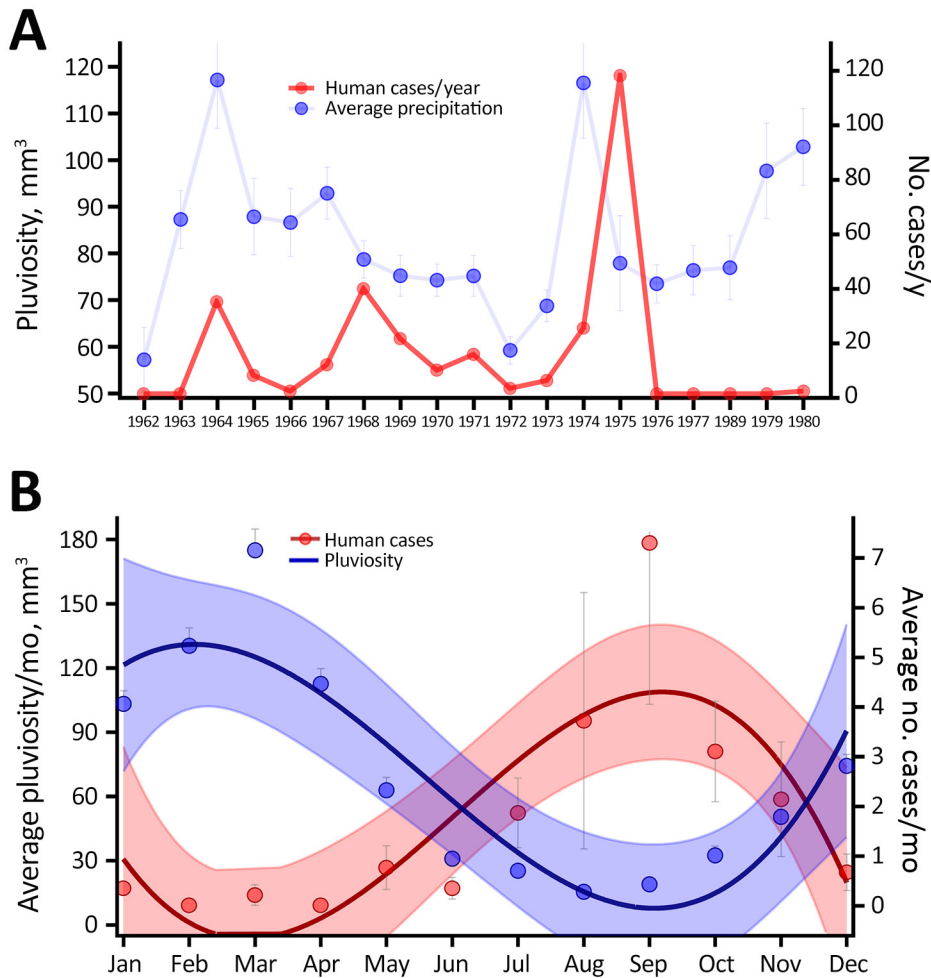 A
Pluviosity, mm³
120
110
100
90
80
70
60
50
Human cases/year
Average precipitation
120
100
80
60
40
20
0
No. cases/y
1962 1963 1964 1965 1966 1967 1968 1969 1970 1971 1972 1973 1974 1975 1976 1977 1989 1979 1980
B
Average pluviosity/mo, mm³
180
150
120
90
60
30
0
Human cases
Pluviosity
7
6
5
4
3
2
1
0
Average no. cases/mo
Jan Feb Mar Apr May Jun Jul Aug Sep Oct Nov Dec